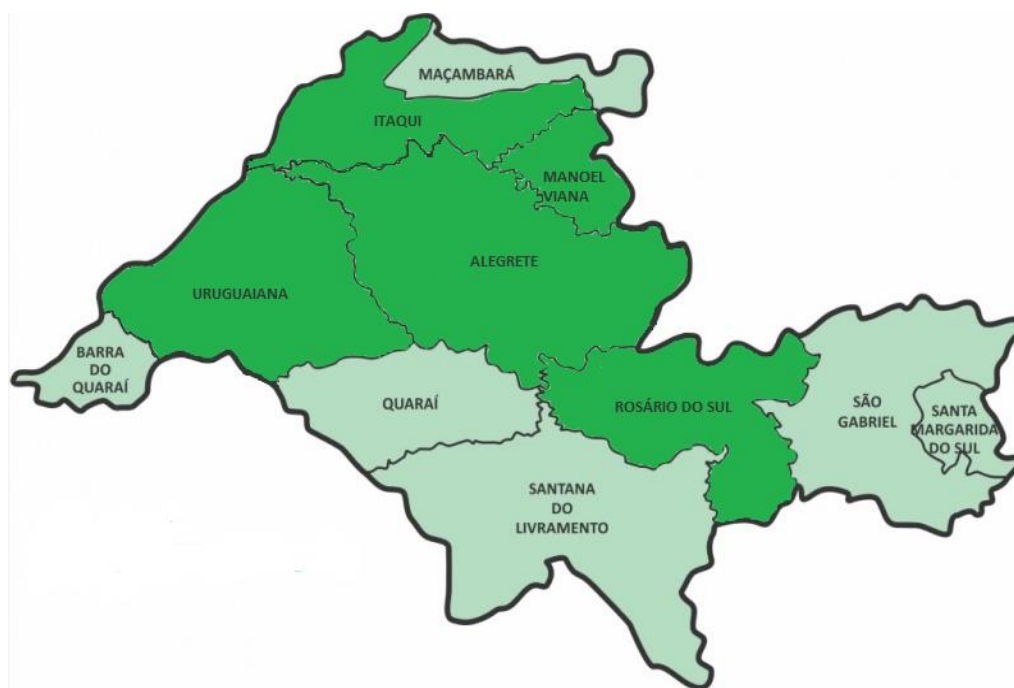 MAÇAMBARÁ
ITAQUI
MANOEL
VIANA
ALEGRETE
URUGUAIANA
BARRA
DO
QUARAÍ
QUARAÍ
ROSÁRIO DO SUL
SÃO
GABRIEL
SANTA
MARGARIDA
DO SUL
SANTANA
DO
LIVRAMENTO